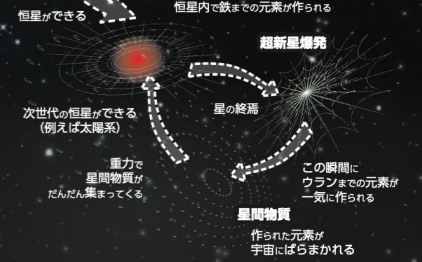 恒星内で鉄までの元素が作られる
恒星ができる
超新星爆発
次世代の恒星ができる
(例えば太陽系)
星の終焉
重力で
星間物質が
だんだん集まってくる
この瞬間に
ウランまでの元素が
一気に作られる
星間物質
作られた元素が
宇宙にばらまかれる